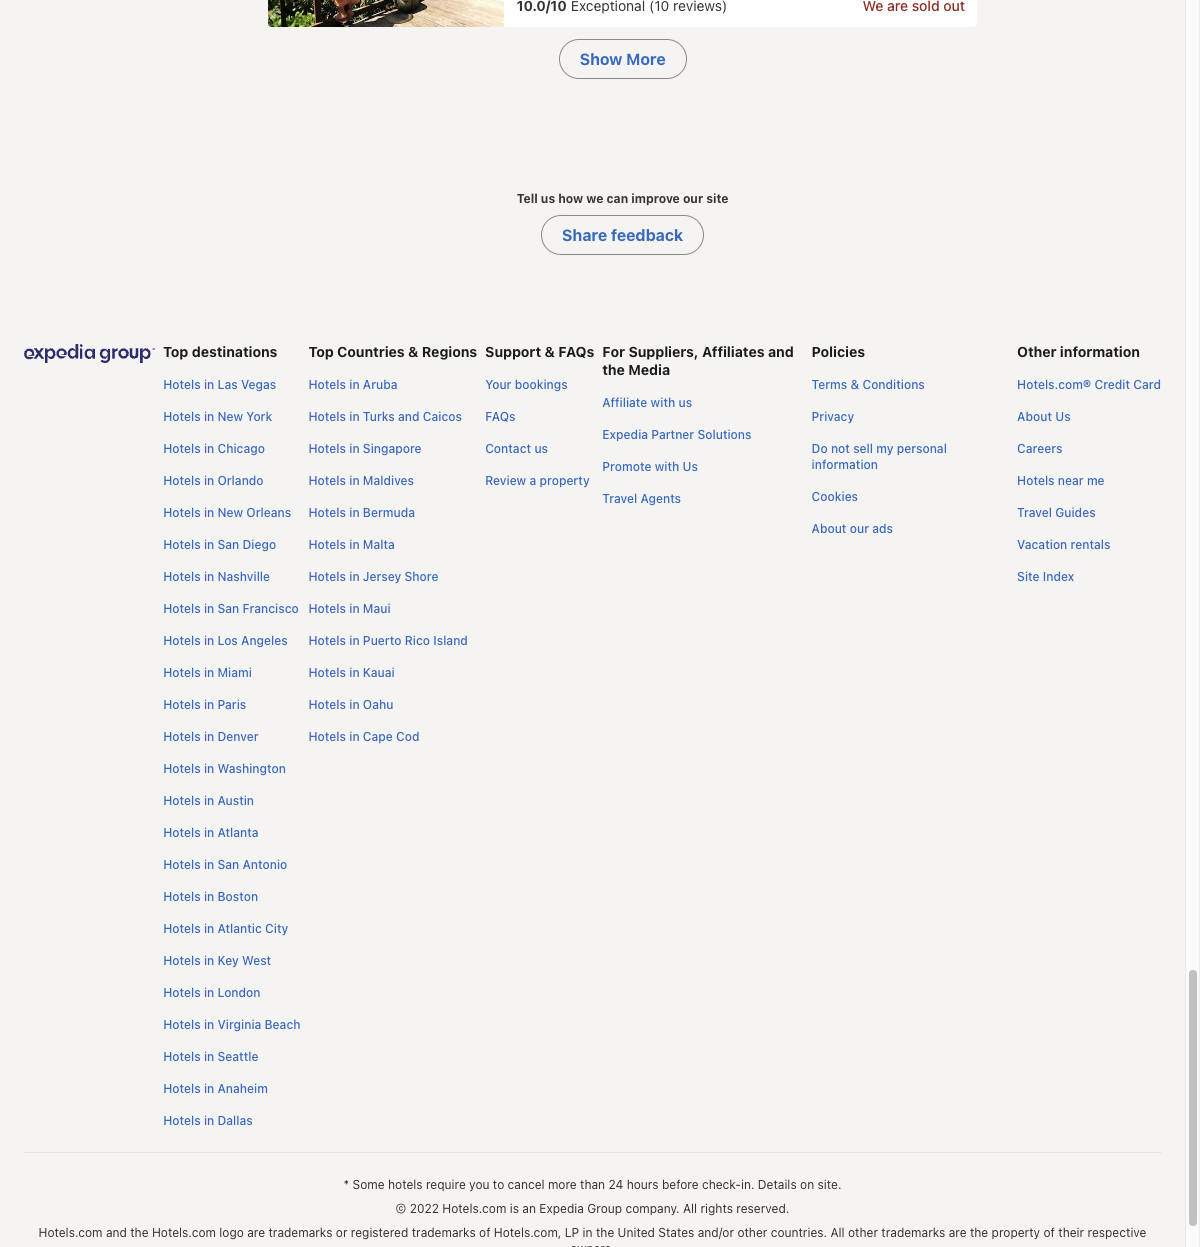 10.0/10 Exceptional (10 reviews)
We are sold out
Show More
Tell us how we can improve our site
Share feedback
expedia group
Top destinations
Hotels in Las Vegas
Hotels in New York
Hotels in Chicago
Hotels in Orlando
Hotels in New Orleans
Hotels in San Diego
Hotels in Nashville
Hotels in San Francisco
Hotels in Los Angeles
Hotels in Miami
Hotels in Paris
Hotels in Denver
Hotels in Washington
Hotels in Austin
Hotels in Atlanta
Hotels in San Antonio
Hotels in Boston
Hotels in Atlantic City
Hotels in Key West
Hotels in London
Hotels in Virginia Beach
Hotels in Seattle
Hotels in Anaheim
Hotels in Dallas
Top Countries & Regions
Hotels in Aruba
Hotels in Turks and Caicos
Hotels in Singapore
Hotels in Maldives
Hotels in Bermuda
Hotels in Malta
Hotels in Jersey Shore
Hotels in Maui
Hotels in Puerto Rico Island
Hotels in Kauai
Hotels in Oahu
Hotels in Cape Cod
Support & FAQs
Your bookings
FAQs
Contact us
Review a property
For Suppliers, Affiliates and
the Media
Affiliate with us
Expedia Partner Solutions
Promote with Us
Travel Agents
Policies
Terms & Conditions
Privacy
Do not sell my personal
information
Cookies
About our ads
Other information
Hotels.com® Credit Card
About Us
Careers
Hotels near me
Travel Guides
Vacation rentals
Site Index
* Some hotels require you to cancel more than 24 hours before check-in. Details on site.
© 2022 Hotels.com is an Expedia Group company. All rights reserved.
Hotels.com and the Hotels.com logo are trademarks or registered trademarks of Hotels.com, LP in the United States and/or other countries. All other trademarks are the property of their respective